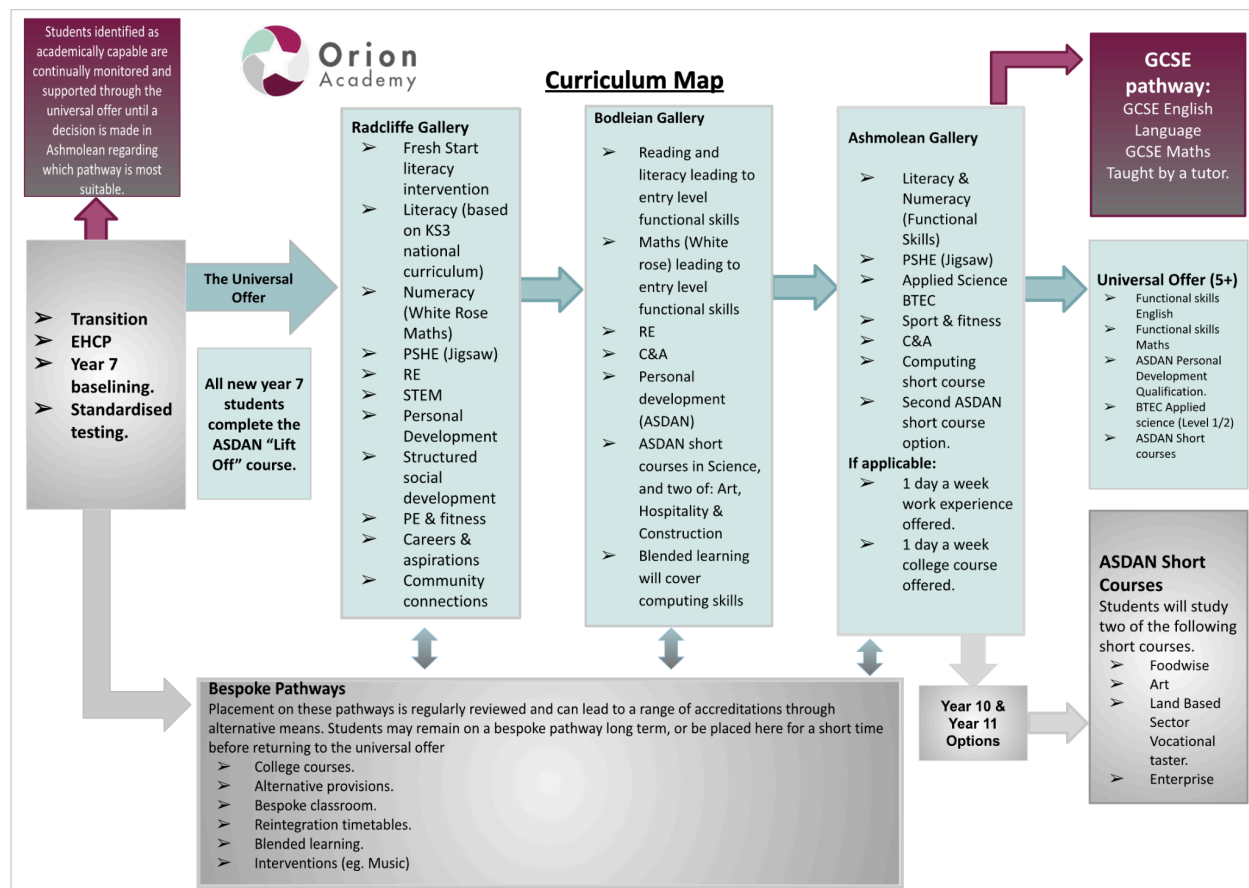 Students identified as
academically capable are
continually monitored and
supported through the
universal offer until a
decision is made in
Ashmolean regarding
which pathway is most
suitable.
Orion
Academy
Curriculum Map
➢ Transition
➢ EHCP
➢ Year 7
baselining.
➢ Standardised
testing.
The Universal
Offer
All new year 7
students
complete the
ASDAN “Lift
Off” course.
Radcliffe Gallery
➢ Fresh Start
literacy
intervention
➢ Literacy (based
on KS3
national
curriculum)
➢ Numeracy
(White Rose
Maths)
➢ PSHE (Jigsaw)
➢ RE
➢ STEM
➢ Personal
Development
➢ Structured
social
development
➢ PE & fitness
➢ Careers &
aspirations
➢ Community
connections
Bodleian Gallery
➢ Reading and
literacy leading to
entry level
functional skills
➢ Maths (White
rose) leading to
entry level
functional skills
➢ RE
➢ C&A
➢ Personal
development
(ASDAN)
➢ ASDAN short
courses in Science,
and two of: Art,
Hospitality &
Construction
➢ Blended learning
will cover
computing skills
Ashmolean Gallery
➢ Literacy &
Numeracy
(Functional
Skills)
➢ PSHE (Jigsaw)
➢ Applied Science
BTEC
➢ Sport & fitness
➢ C&A
➢ Computing
short course
➢ Second ASDAN
short course
option.
If applicable:
➢ 1 day a week
work experience
offered.
➢ 1 day a week
college course
offered.
GCSE
pathway:
GCSE English
Language
GCSE Maths
Taught by a tutor.
Universal Offer (5+)
➢ Functional skills
English
➢ Functional skills
Maths
➢ ASDAN Personal
Development
Qualification.
➢ BTEC Applied
science (Level 1/2)
➢ ASDAN Short
courses
Bespoke Pathways
Placement on these pathways is regularly reviewed and can lead to a range of accreditations through
alternative means. Students may remain on a bespoke pathway long term, or be placed here for a short time
before returning to the universal offer
➢ College courses.
➢ Alternative provisions.
➢ Bespoke classroom.
➢ Reintegration timetables.
➢ Blended learning.
➢ Interventions (eg. Music)
Year 10 &
Year 11
Options
ASDAN Short
Courses
Students will study
two of the following
short courses.
➢ Foodwise
➢ Art
➢ Land Based
Sector
Vocational
taster.
➢ Enterprise